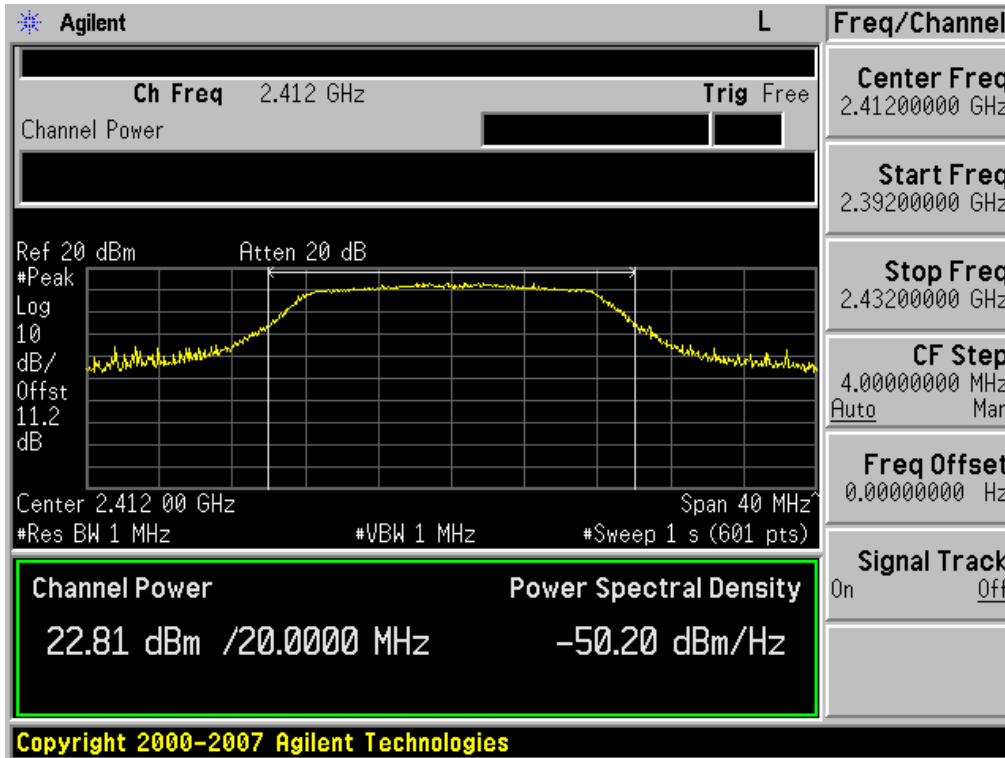 Agilent L
Freq/Channel
Ch Freq 2.412 GHz Trig Free
Channel Power
Ref 20 dBm Atten 20 dB
#Peak
Log
10
dB/
Offst
11.2
dB
Center 2.412 00 GHz Span 40 MHz^
#Res BW 1 MHz #VBW 1 MHz #Sweep 1 s (601 pts)
Channel Power Power Spectral Density
22.81 dBm /20.0000 MHz -50.20 dBm/Hz
Copyright 2000-2007 Agilent Technologies
Center Freq
2.41200000 GHz
Start Freq
2.39200000 GHz
Stop Freq
2.43200000 GHz
CF Step
4.00000000 MHz
Auto Man
Freq Offset
0.00000000 Hz
Signal Track
On Off